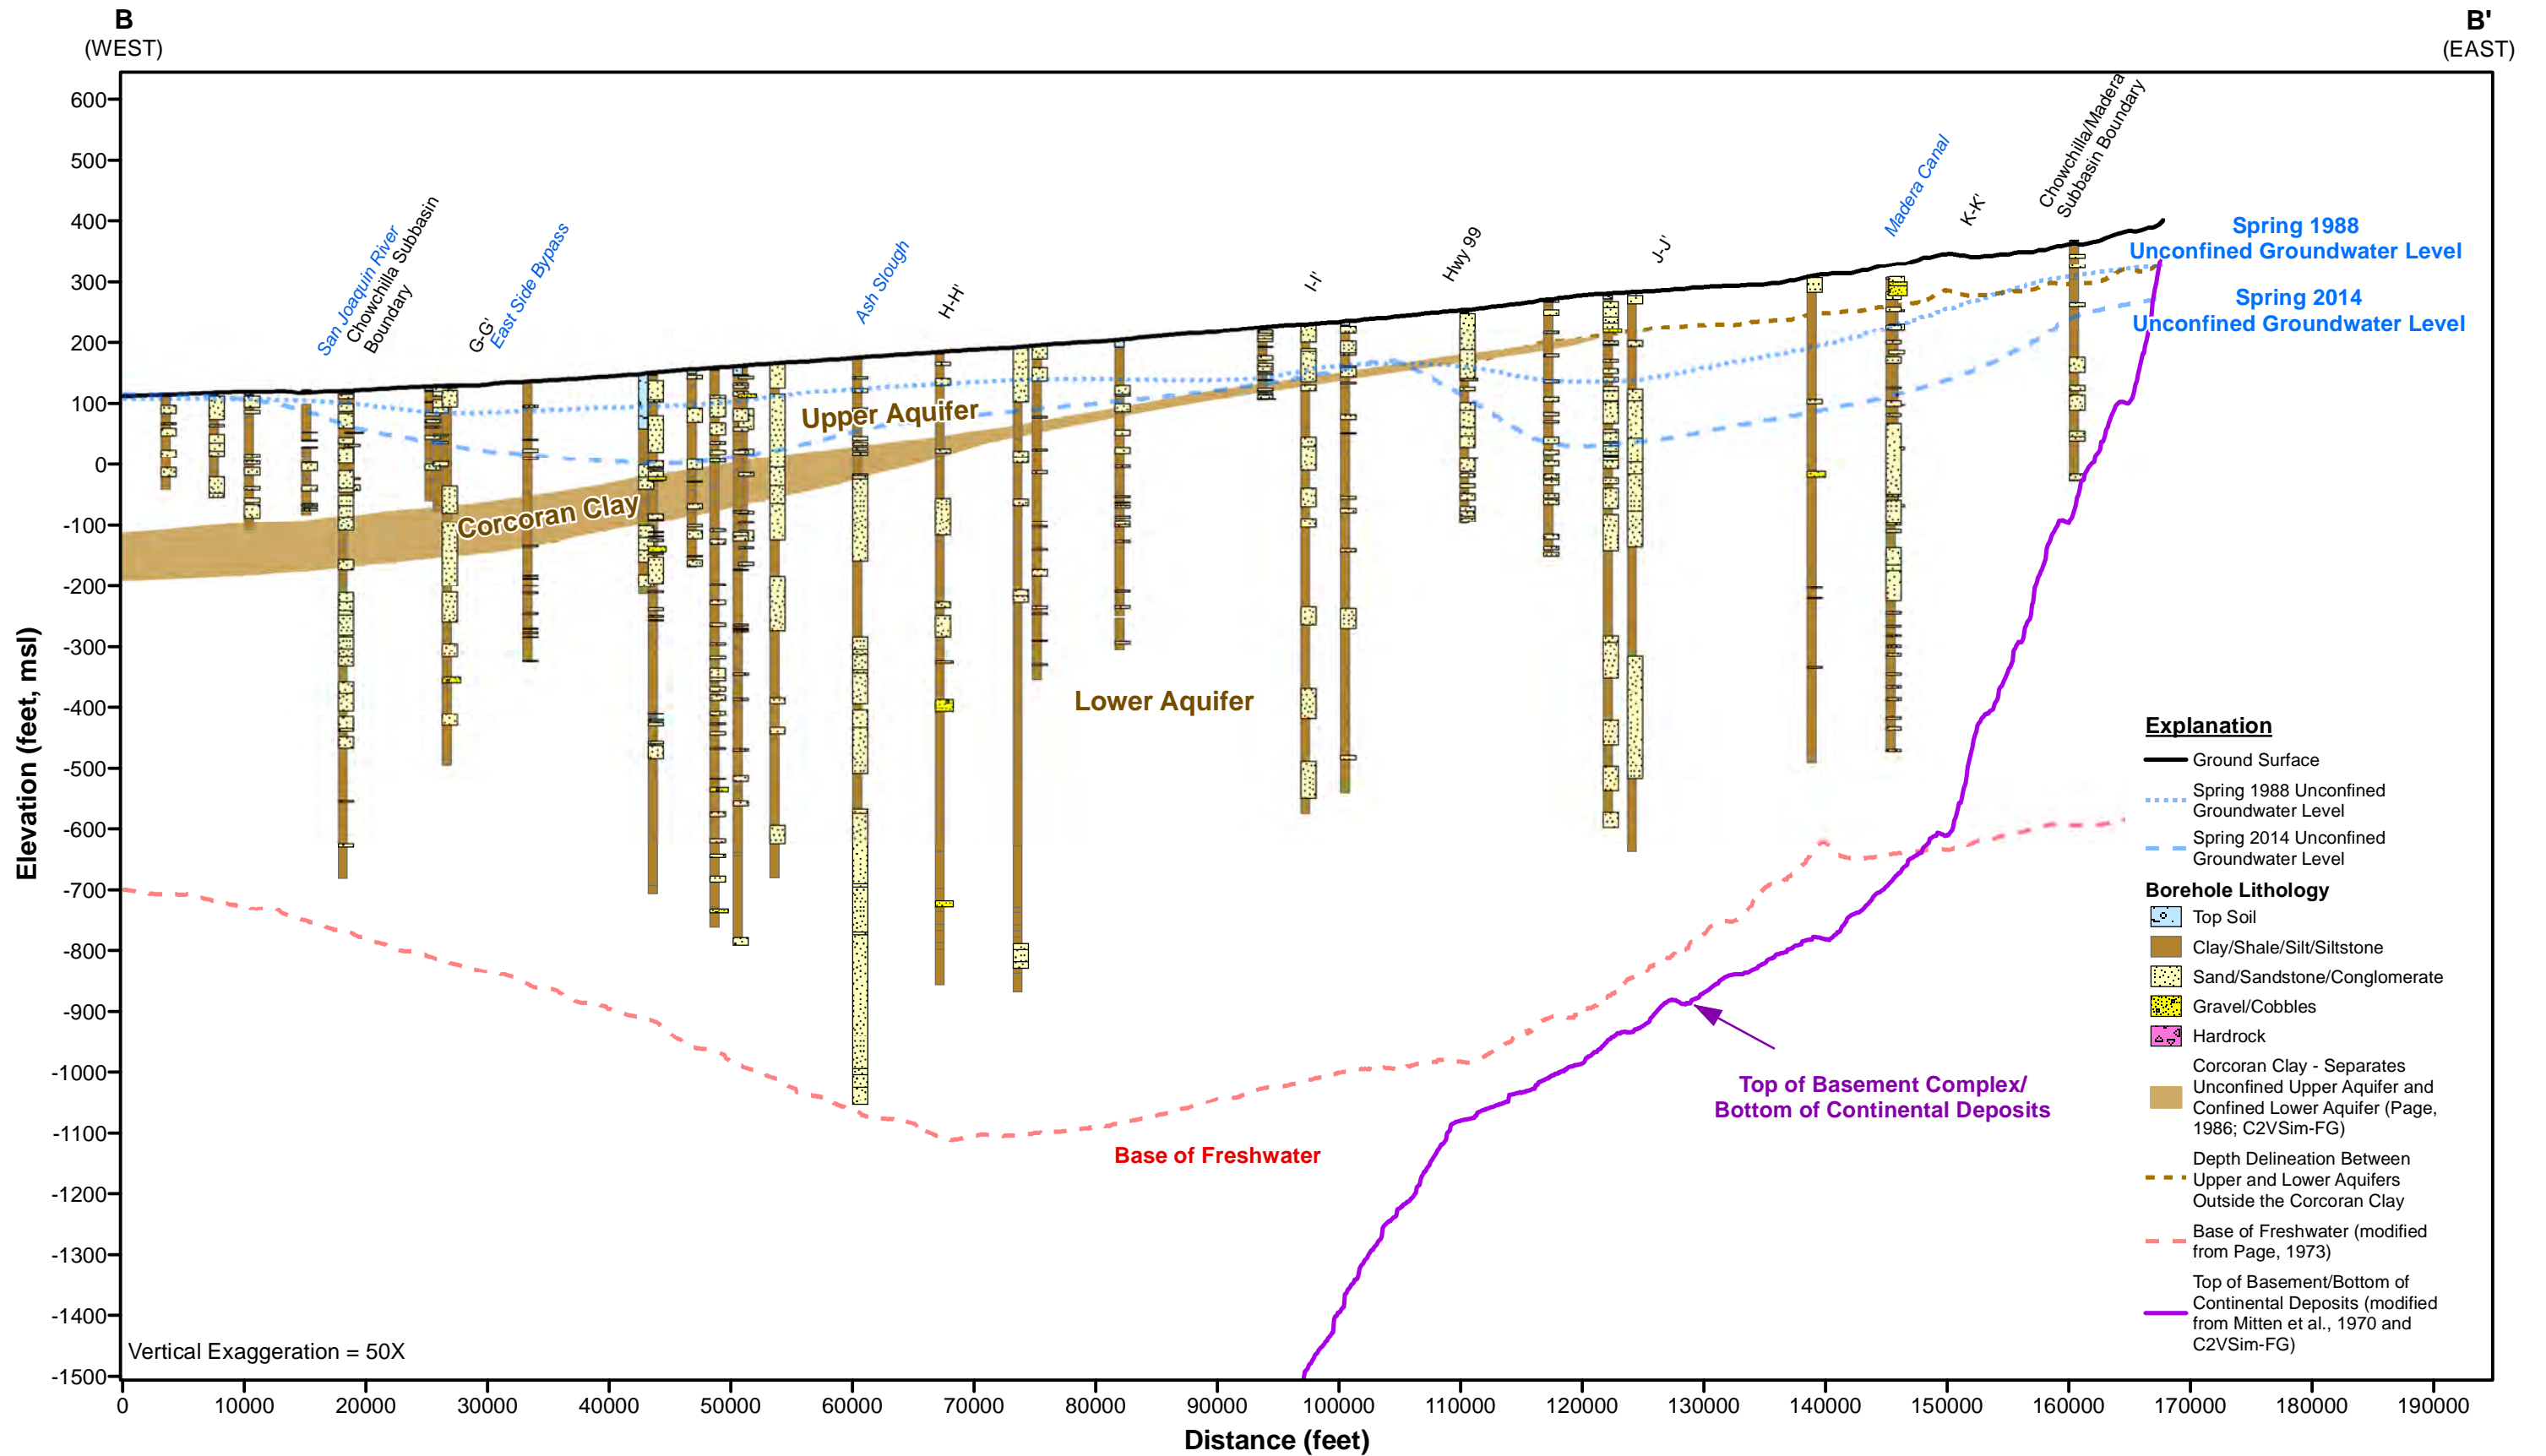 B
(WEST)
B'
(EAST)
San Joaquin River
Chowchilla Subbasin
Boundary
G-G'
East Side Bypass
Ash Slough
H-H'
I-I'
Hwy 99
J-J'
Madera Canal
K-K'
Chowchilla/Madera
Subbasin Boundary
Spring 1988
Unconfined Groundwater Level
Spring 2014
Unconfined Groundwater Level
Upper Aquifer
Corcoran Clay
Lower Aquifer
Base of Freshwater
Top of Basement Complex/
Bottom of Continental Deposits
Elevation (feet, msl)
600
500
400
300
200
100
0
-100
-200
-300
-400
-500
-600
-700
-800
-900
-1000
-1100
-1200
-1300
-1400
-1500
Vertical Exaggeration = 50X
0 10000 20000 30000 40000 50000 60000 70000 80000 90000 100000 110000 120000 130000 140000 150000 160000 170000 180000 190000
Distance (feet)
Explanation
Ground Surface
Spring 1988 Unconfined
Groundwater Level
Spring 2014 Unconfined
Groundwater Level
Borehole Lithology
Top Soil
Clay/Shale/Silt/Siltstone
Sand/Sandstone/Conglomerate
Gravel/Cobbles
Hardrock
Corcoran Clay - Separates
Unconfined Upper Aquifer and
Confined Lower Aquifer (Page,
1986; C2VSim-FG)
Depth Delineation Between
Upper and Lower Aquifers
Outside the Corcoran Clay
Base of Freshwater (modified
from Page, 1973)
Top of Basement/Bottom of
Continental Deposits (modified
from Mitten et al., 1970 and
C2VSim-FG)